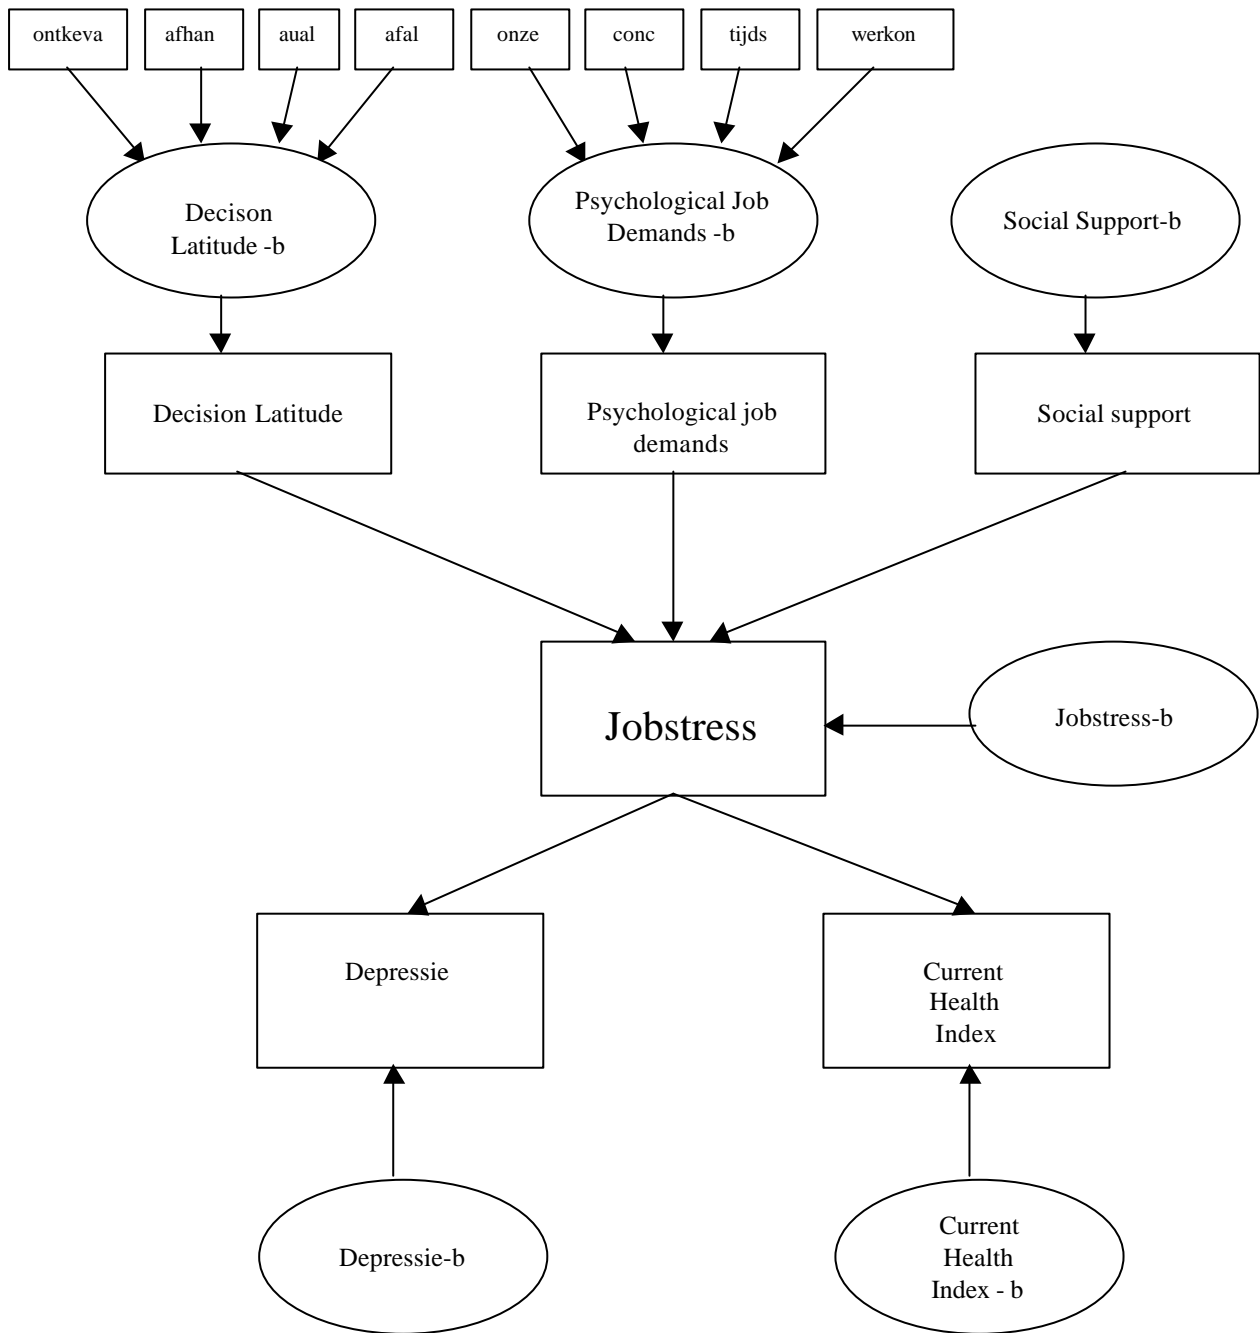 ontkeva
afhan
aual
afal
onze
conc
tijds
werkon
Decison
Latitude -b
Psychological Job
Demands -b
Social Support-b
Decision Latitude
Psychological job
demands
Social support
Jobstress
Jobstress-b
Depressie
Current
Health
Index
Depressie-b
Current
Health
Index - b